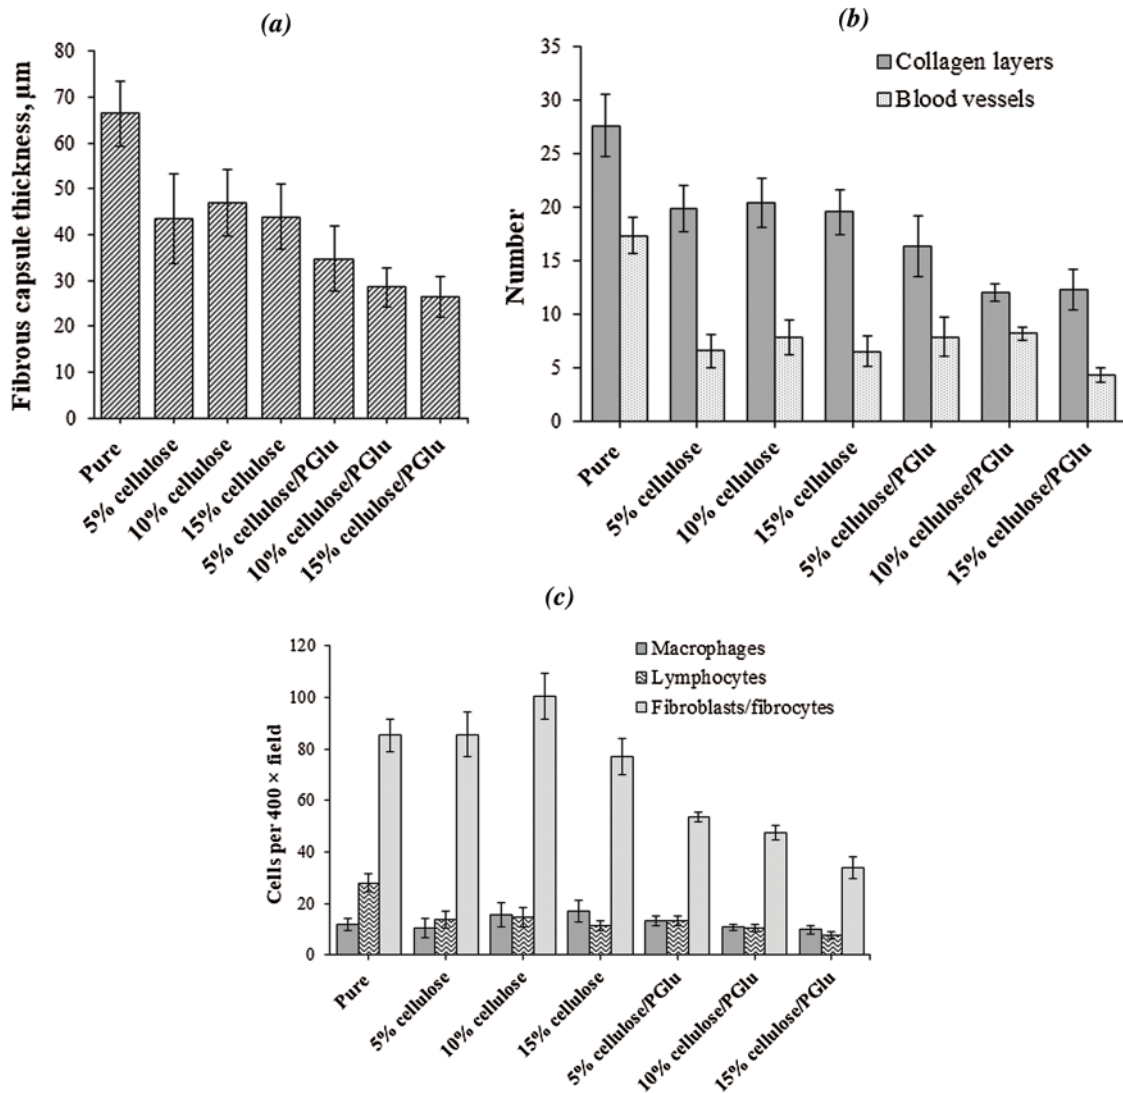 (a)
Fibrous capsule thickness, µm
80
70
60
50
40
30
20
10
0
Pure
5% cellulose
10% cellulose
15% cellulose
5% cellulose/PGlu
10% cellulose/PGlu
15% cellulose/PGlu
(b)
Number
35
30
25
20
15
10
5
0
Collagen layers
Blood vessels
Pure
5% cellulose
10% cellulose
15% cellulose
5% cellulose/PGlu
10% cellulose/PGlu
15% cellulose/PGlu
(c)
Cells per 400 × field
120
100
80
60
40
20
0
Macrophages
Lymphocytes
Fibroblasts/fibrocytes
Pure
5% cellulose
10% cellulose
15% cellulose
5% cellulose/PGlu
10% cellulose/PGlu
15% cellulose/PGlu